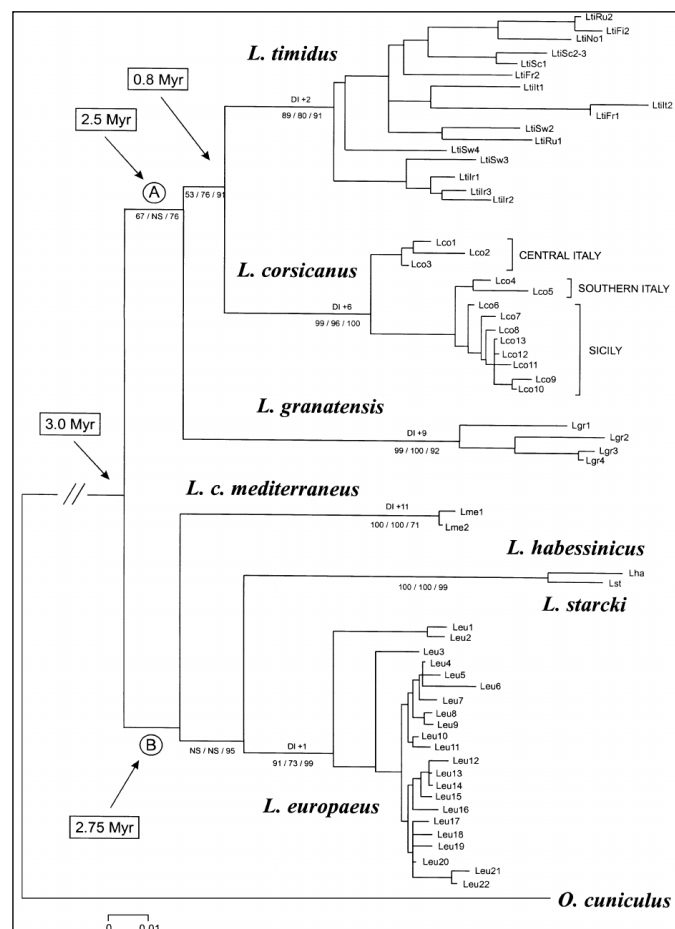 LtiRu2
LtiFi2
LtiNo1
L. timidus
LtiSc2-3
LtiSc1
0.8 Myr
LtiFr2
LtiIt1
DI +2
LtiIt2
89 / 80 / 91
LtiFr1
2.5 Myr
LtiSw2
LtiRu1
LtiSw4
LtiSw3
A
LtiIr1
53 / 76 / 91
LtiIr3
LtiIr2
67 / NS / 76
Lco1
L. corsicanus
Lco2
CENTRAL ITALY
Lco3
Lco4
SOUTHERN ITALY
Lco5
DI +6
Lco6
99 / 96 / 100
Lco7
Lco8
Lco13
SICILY
Lco12
Lco11
Lco9
Lco10
L. granatensis
3.0 Myr
Lgr1
DI +9
Lgr2
99 / 100 / 92
Lgr3
Lgr4
L. c. mediterraneus
DI +11
Lme1
100 / 100 / 71
Lme2
L. habessinicus
Lha
100 / 100 / 99
Lst
L. starcki
Leu1
Leu2
Leu3
Leu4
Leu5
Leu6
Leu7
Leu8
Leu9
B
Leu10
NS / NS / 95
DI +1
Leu11
91 / 73 / 99
Leu12
Leu13
Leu14
Leu15
L. europaeus
Leu16
2.75 Myr
Leu17
Leu18
Leu19
Leu20
Leu21
Leu22
O. cuniculus
0 0.01